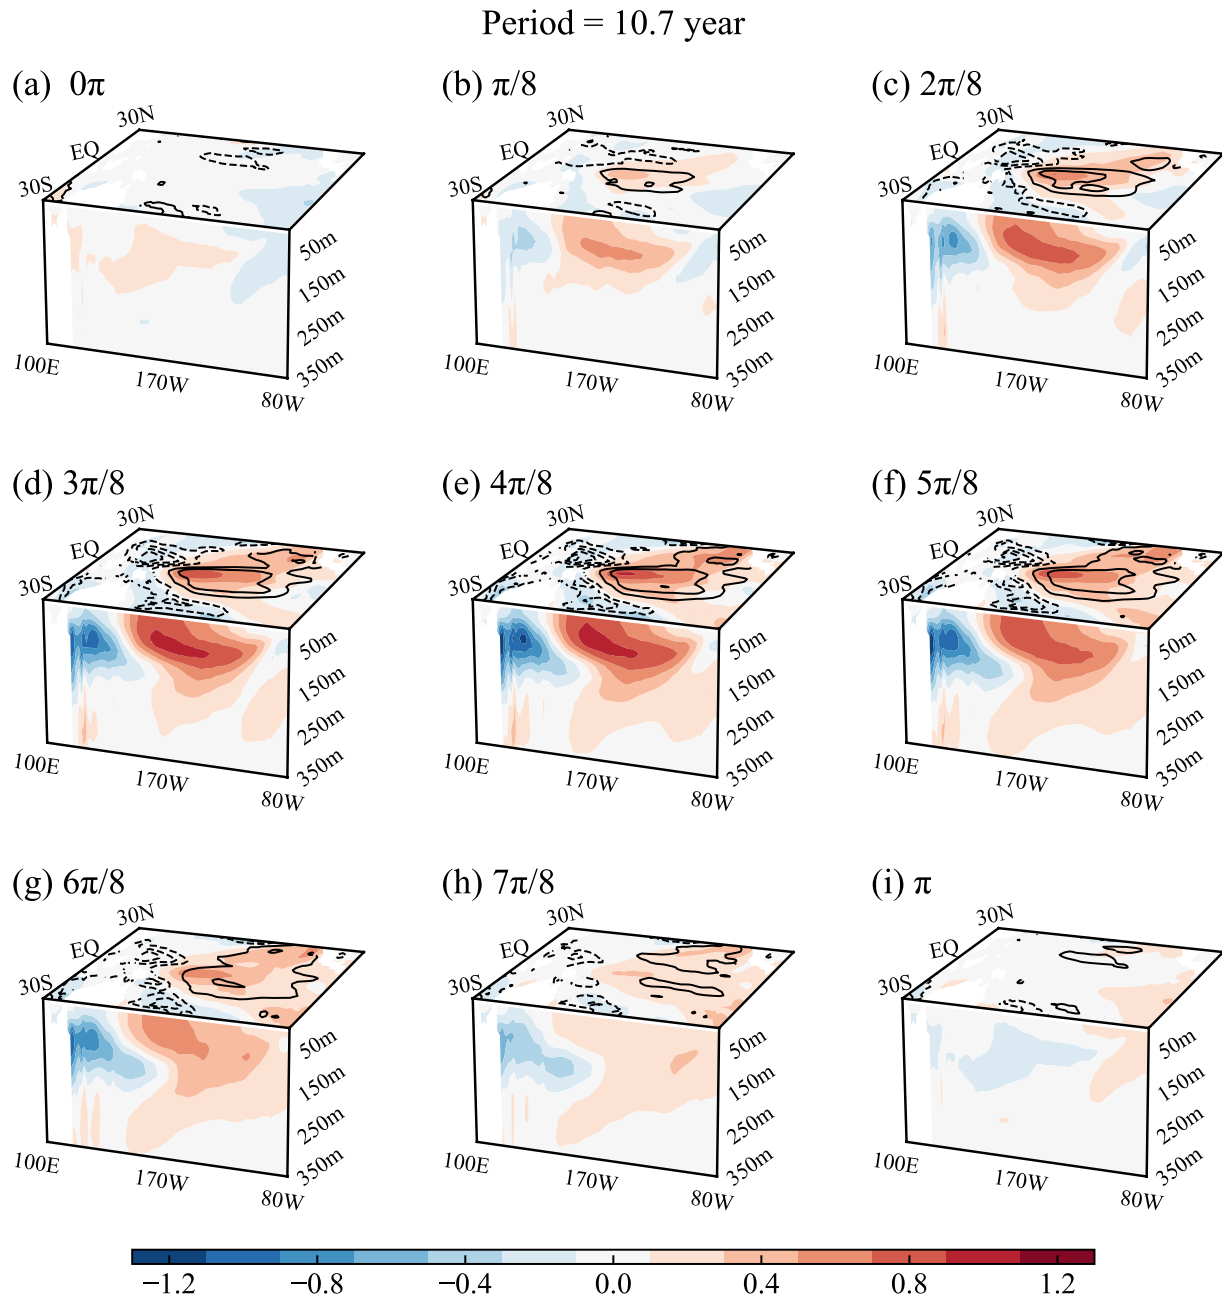 Period = 10.7 year
(a) 0π
(b) π/8
(c) 2π/8
30N
EQ
30S
50m
150m
250m
350m
100E
170W
80W
30N
EQ
30S
50m
150m
250m
350m
100E
170W
80W
30N
EQ
30S
50m
150m
250m
350m
100E
170W
80W
(d) 3π/8
(e) 4π/8
(f) 5π/8
30N
EQ
30S
50m
150m
250m
350m
100E
170W
80W
30N
EQ
30S
50m
150m
250m
350m
100E
170W
80W
30N
EQ
30S
50m
150m
250m
350m
100E
170W
80W
(g) 6π/8
(h) 7π/8
(i) π
30N
EQ
30S
50m
150m
250m
350m
100E
170W
80W
30N
EQ
30S
50m
150m
250m
350m
100E
170W
80W
30N
EQ
30S
50m
150m
250m
350m
100E
170W
80W
−1.2 −0.8 −0.4 0.0 0.4 0.8 1.2